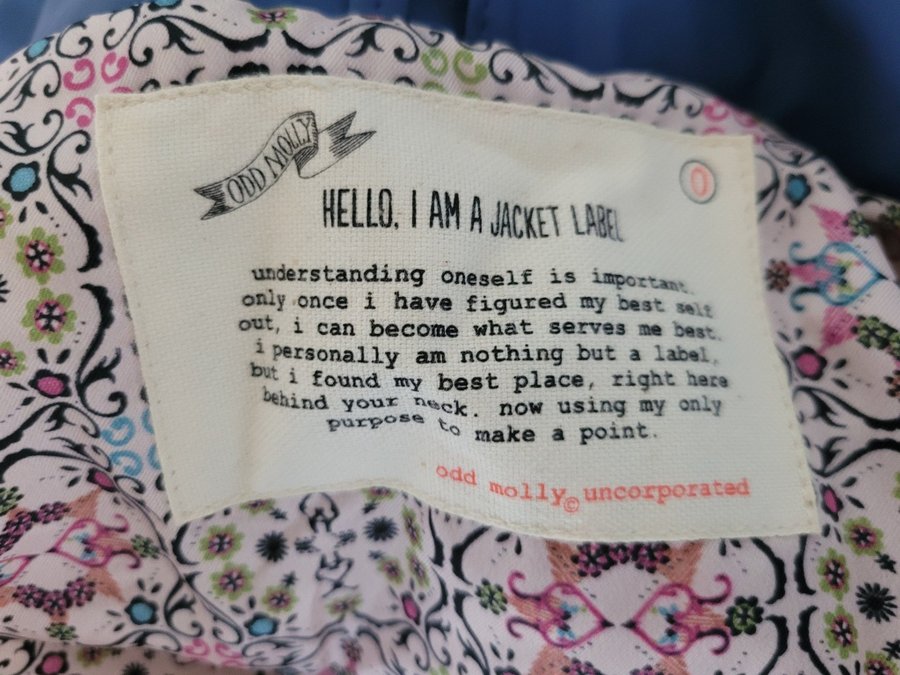 ODD MOLLY
0
HELLO, I AM A JACKET LABEL
understanding oneself is important.
only once i have figured my best self
out, i can become what serves me best.
i personally am nothing but a label,
but i found my best place, right here
behind your neck. now using my only
purpose to make a point.
odd molly© uncorporated